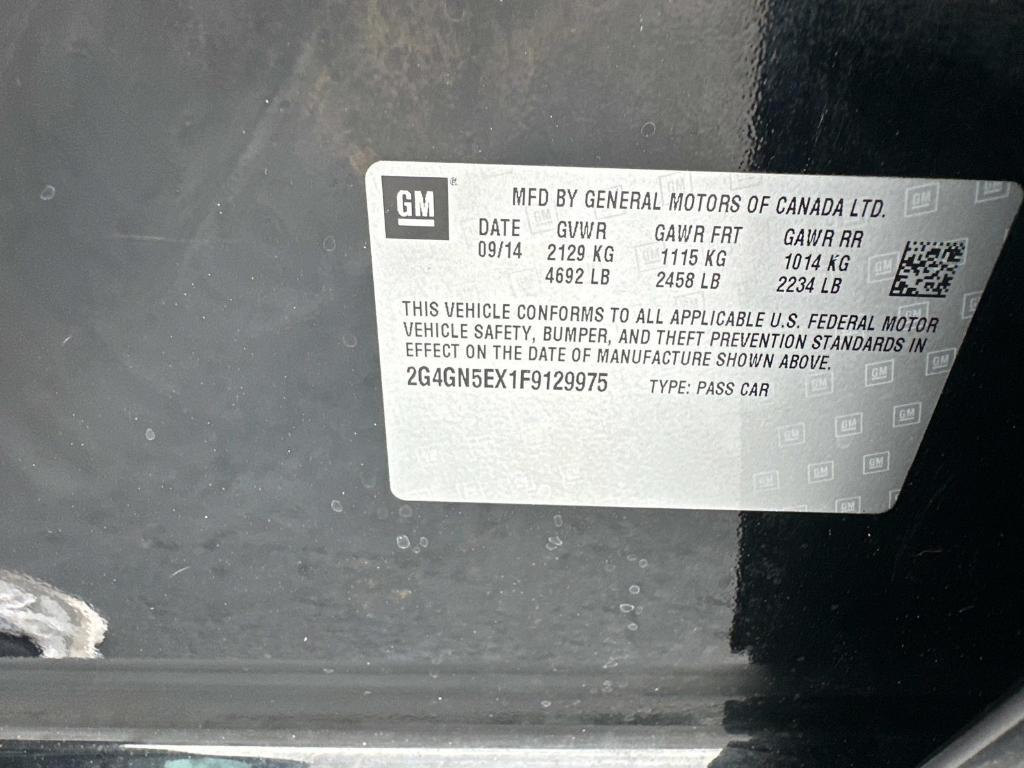 GM
MFD BY GENERAL MOTORS OF CANADA LTD.
DATE GVWR GAWR FRT GAWR RR
09/14 2129 KG 1115 KG 1014 KG
4692 LB 2458 LB 2234 LB
THIS VEHICLE CONFORMS TO ALL APPLICABLE U.S. FEDERAL MOTOR
VEHICLE SAFETY, BUMPER, AND THEFT PREVENTION STANDARDS IN
EFFECT ON THE DATE OF MANUFACTURE SHOWN ABOVE.
2G4GN5EX1F9129975 TYPE: PASS CAR